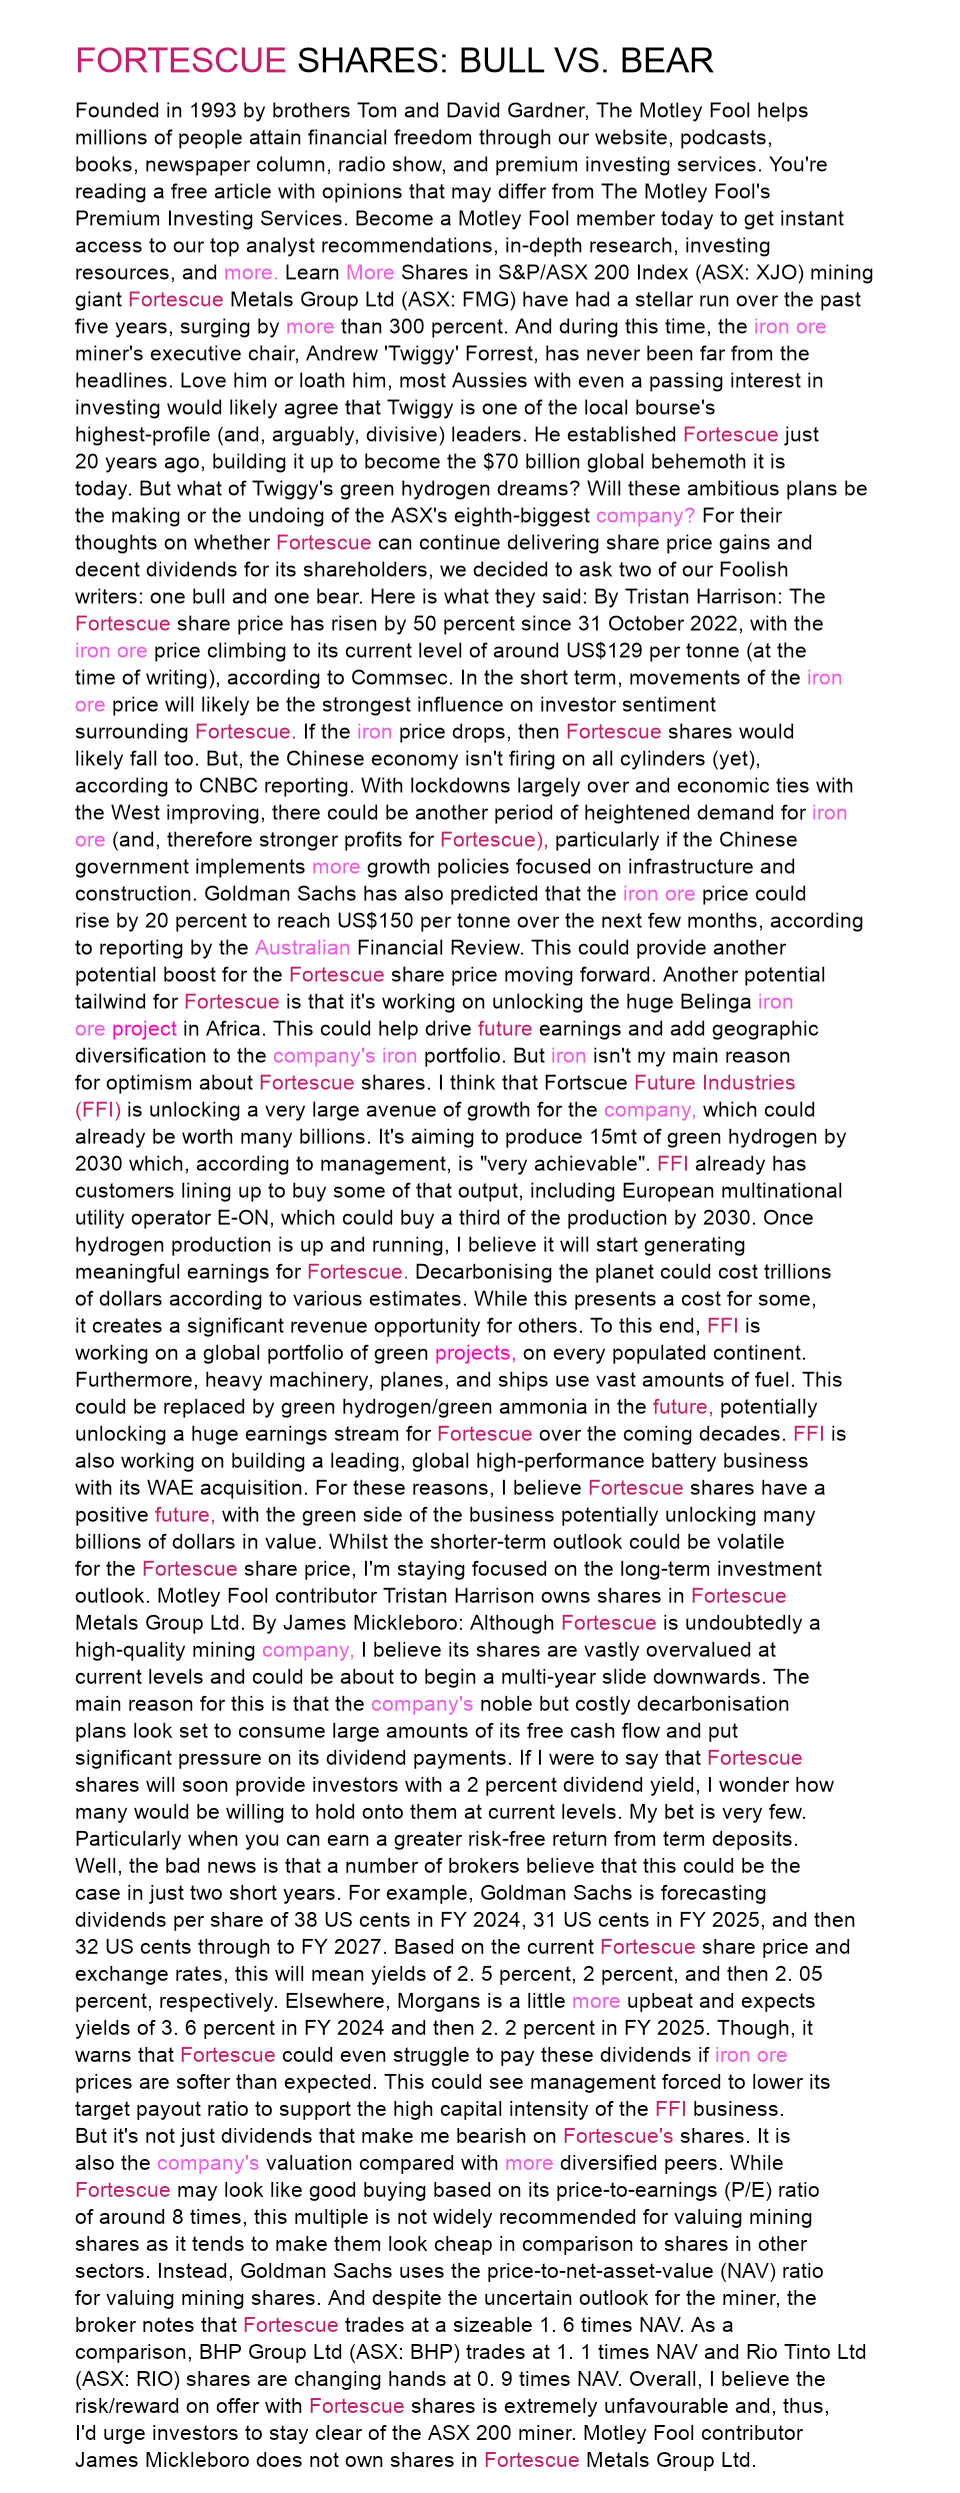 FORTESCUE SHARES: BULL VS. BEAR
Founded in 1993 by brothers Tom and David Gardner, The Motley Fool helps
millions of people attain financial freedom through our website, podcasts,
books, newspaper column, radio show, and premium investing services. You're
reading a free article with opinions that may differ from The Motley Fool's
Premium Investing Services. Become a Motley Fool member today to get instant
access to our top analyst recommendations, in-depth research, investing
resources, and more. Learn More Shares in S&P/ASX 200 Index (ASX: XJO) mining
giant Fortescue Metals Group Ltd (ASX: FMG) have had a stellar run over the past
five years, surging by more than 300 percent. And during this time, the iron ore
miner's executive chair, Andrew 'Twiggy' Forrest, has never been far from the
headlines. Love him or loath him, most Aussies with even a passing interest in
investing would likely agree that Twiggy is one of the local bourse's
highest-profile (and, arguably, divisive) leaders. He established Fortescue just
20 years ago, building it up to become the $70 billion global behemoth it is
today. But what of Twiggy's green hydrogen dreams? Will these ambitious plans be
the making or the undoing of the ASX's eighth-biggest company? For their
thoughts on whether Fortescue can continue delivering share price gains and
decent dividends for its shareholders, we decided to ask two of our Foolish
writers: one bull and one bear. Here is what they said: By Tristan Harrison: The
Fortescue share price has risen by 50 percent since 31 October 2022, with the
iron ore price climbing to its current level of around US$129 per tonne (at the
time of writing), according to Commsec. In the short term, movements of the iron
ore price will likely be the strongest influence on investor sentiment
surrounding Fortescue. If the iron price drops, then Fortescue shares would
likely fall too. But, the Chinese economy isn't firing on all cylinders (yet),
according to CNBC reporting. With lockdowns largely over and economic ties with
the West improving, there could be another period of heightened demand for iron
ore (and, therefore stronger profits for Fortescue), particularly if the Chinese
government implements more growth policies focused on infrastructure and
construction. Goldman Sachs has also predicted that the iron ore price could
rise by 20 percent to reach US$150 per tonne over the next few months, according
to reporting by the Australian Financial Review. This could provide another
potential boost for the Fortescue share price moving forward. Another potential
tailwind for Fortescue is that it's working on unlocking the huge Belinga iron
ore project in Africa. This could help drive future earnings and add geographic
diversification to the company's iron portfolio. But iron isn't my main reason
for optimism about Fortescue shares. I think that Fortscue Future Industries
(FFI) is unlocking a very large avenue of growth for the company, which could
already be worth many billions. It's aiming to produce 15mt of green hydrogen by
2030 which, according to management, is "very achievable". FFI already has
customers lining up to buy some of that output, including European multinational
utility operator E-ON, which could buy a third of the production by 2030. Once
hydrogen production is up and running, I believe it will start generating
meaningful earnings for Fortescue. Decarbonising the planet could cost trillions
of dollars according to various estimates. While this presents a cost for some,
it creates a significant revenue opportunity for others. To this end, FFI is
working on a global portfolio of green projects, on every populated continent.
Furthermore, heavy machinery, planes, and ships use vast amounts of fuel. This
could be replaced by green hydrogen/green ammonia in the future, potentially
unlocking a huge earnings stream for Fortescue over the coming decades. FFI is
also working on building a leading, global high-performance battery business
with its WAE acquisition. For these reasons, I believe Fortescue shares have a
positive future, with the green side of the business potentially unlocking many
billions of dollars in value. Whilst the shorter-term outlook could be volatile
for the Fortescue share price, I'm staying focused on the long-term investment
outlook. Motley Fool contributor Tristan Harrison owns shares in Fortescue
Metals Group Ltd. By James Mickleboro: Although Fortescue is undoubtedly a
high-quality mining company, I believe its shares are vastly overvalued at
current levels and could be about to begin a multi-year slide downwards. The
main reason for this is that the company's noble but costly decarbonisation
plans look set to consume large amounts of its free cash flow and put
significant pressure on its dividend payments. If I were to say that Fortescue
shares will soon provide investors with a 2 percent dividend yield, I wonder how
many would be willing to hold onto them at current levels. My bet is very few.
Particularly when you can earn a greater risk-free return from term deposits.
Well, the bad news is that a number of brokers believe that this could be the
case in just two short years. For example, Goldman Sachs is forecasting
dividends per share of 38 US cents in FY 2024, 31 US cents in FY 2025, and then
32 US cents through to FY 2027. Based on the current Fortescue share price and
exchange rates, this will mean yields of 2. 5 percent, 2 percent, and then 2. 05
percent, respectively. Elsewhere, Morgans is a little more upbeat and expects
yields of 3. 6 percent in FY 2024 and then 2. 2 percent in FY 2025. Though, it
warns that Fortescue could even struggle to pay these dividends if iron ore
prices are softer than expected. This could see management forced to lower its
target payout ratio to support the high capital intensity of the FFI business.
But it's not just dividends that make me bearish on Fortescue's shares. It is
also the company's valuation compared with more diversified peers. While
Fortescue may look like good buying based on its price-to-earnings (P/E) ratio
of around 8 times, this multiple is not widely recommended for valuing mining
shares as it tends to make them look cheap in comparison to shares in other
sectors. Instead, Goldman Sachs uses the price-to-net-asset-value (NAV) ratio
for valuing mining shares. And despite the uncertain outlook for the miner, the
broker notes that Fortescue trades at a sizeable 1. 6 times NAV. As a
comparison, BHP Group Ltd (ASX: BHP) trades at 1. 1 times NAV and Rio Tinto Ltd
(ASX: RIO) shares are changing hands at 0. 9 times NAV. Overall, I believe the
risk/reward on offer with Fortescue shares is extremely unfavourable and, thus,
I'd urge investors to stay clear of the ASX 200 miner. Motley Fool contributor
James Mickleboro does not own shares in Fortescue Metals Group Ltd.